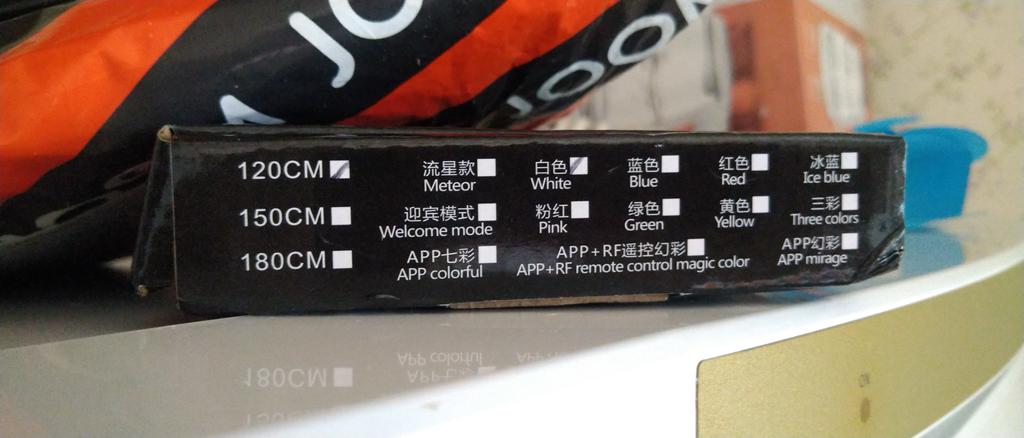 JOO
JOO
120CM 流星款 白色 蓝色 红色 冰蓝
Meteor White Blue Red Ice blue
150CM 迎宾模式 粉红 绿色 黄色 三彩
Welcome mode Pink Green Yellow Three colors
180CM APP七彩 APP+RF遥控幻彩 APP幻彩
APP colorful APP+RF remote control magic color APP mirage
ON